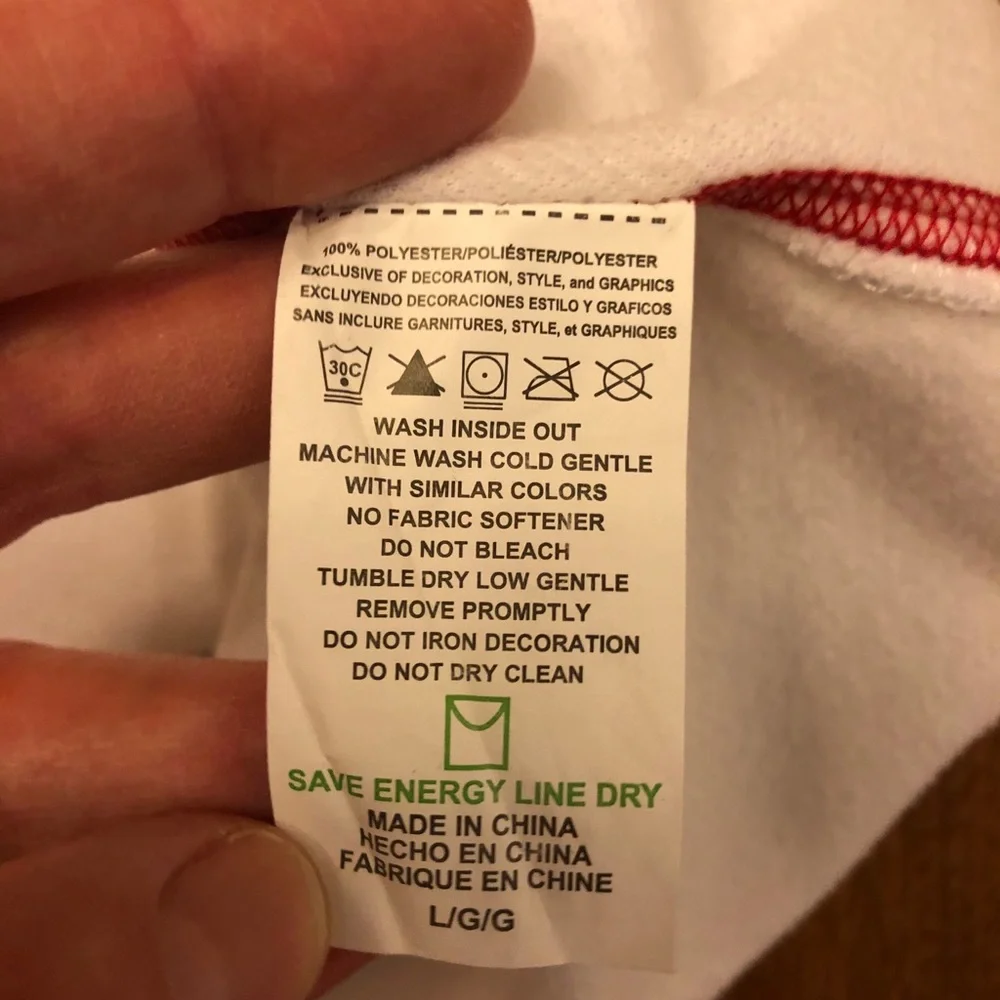 100% POLYESTER/POLIÉSTER/POLYESTER
EXCLUSIVE OF DECORATION, STYLE, and GRAPHICS
EXCLUYENDO DECORACIONES ESTILO Y GRAFICOS
SANS INCLURE GARNITURES, STYLE, et GRAPHIQUES
30C
WASH INSIDE OUT
MACHINE WASH COLD GENTLE
WITH SIMILAR COLORS
NO FABRIC SOFTENER
DO NOT BLEACH
TUMBLE DRY LOW GENTLE
REMOVE PROMPTLY
DO NOT IRON DECORATION
DO NOT DRY CLEAN
SAVE ENERGY LINE DRY
MADE IN CHINA
HECHO EN CHINA
FABRIQUE EN CHINE
L/G/G